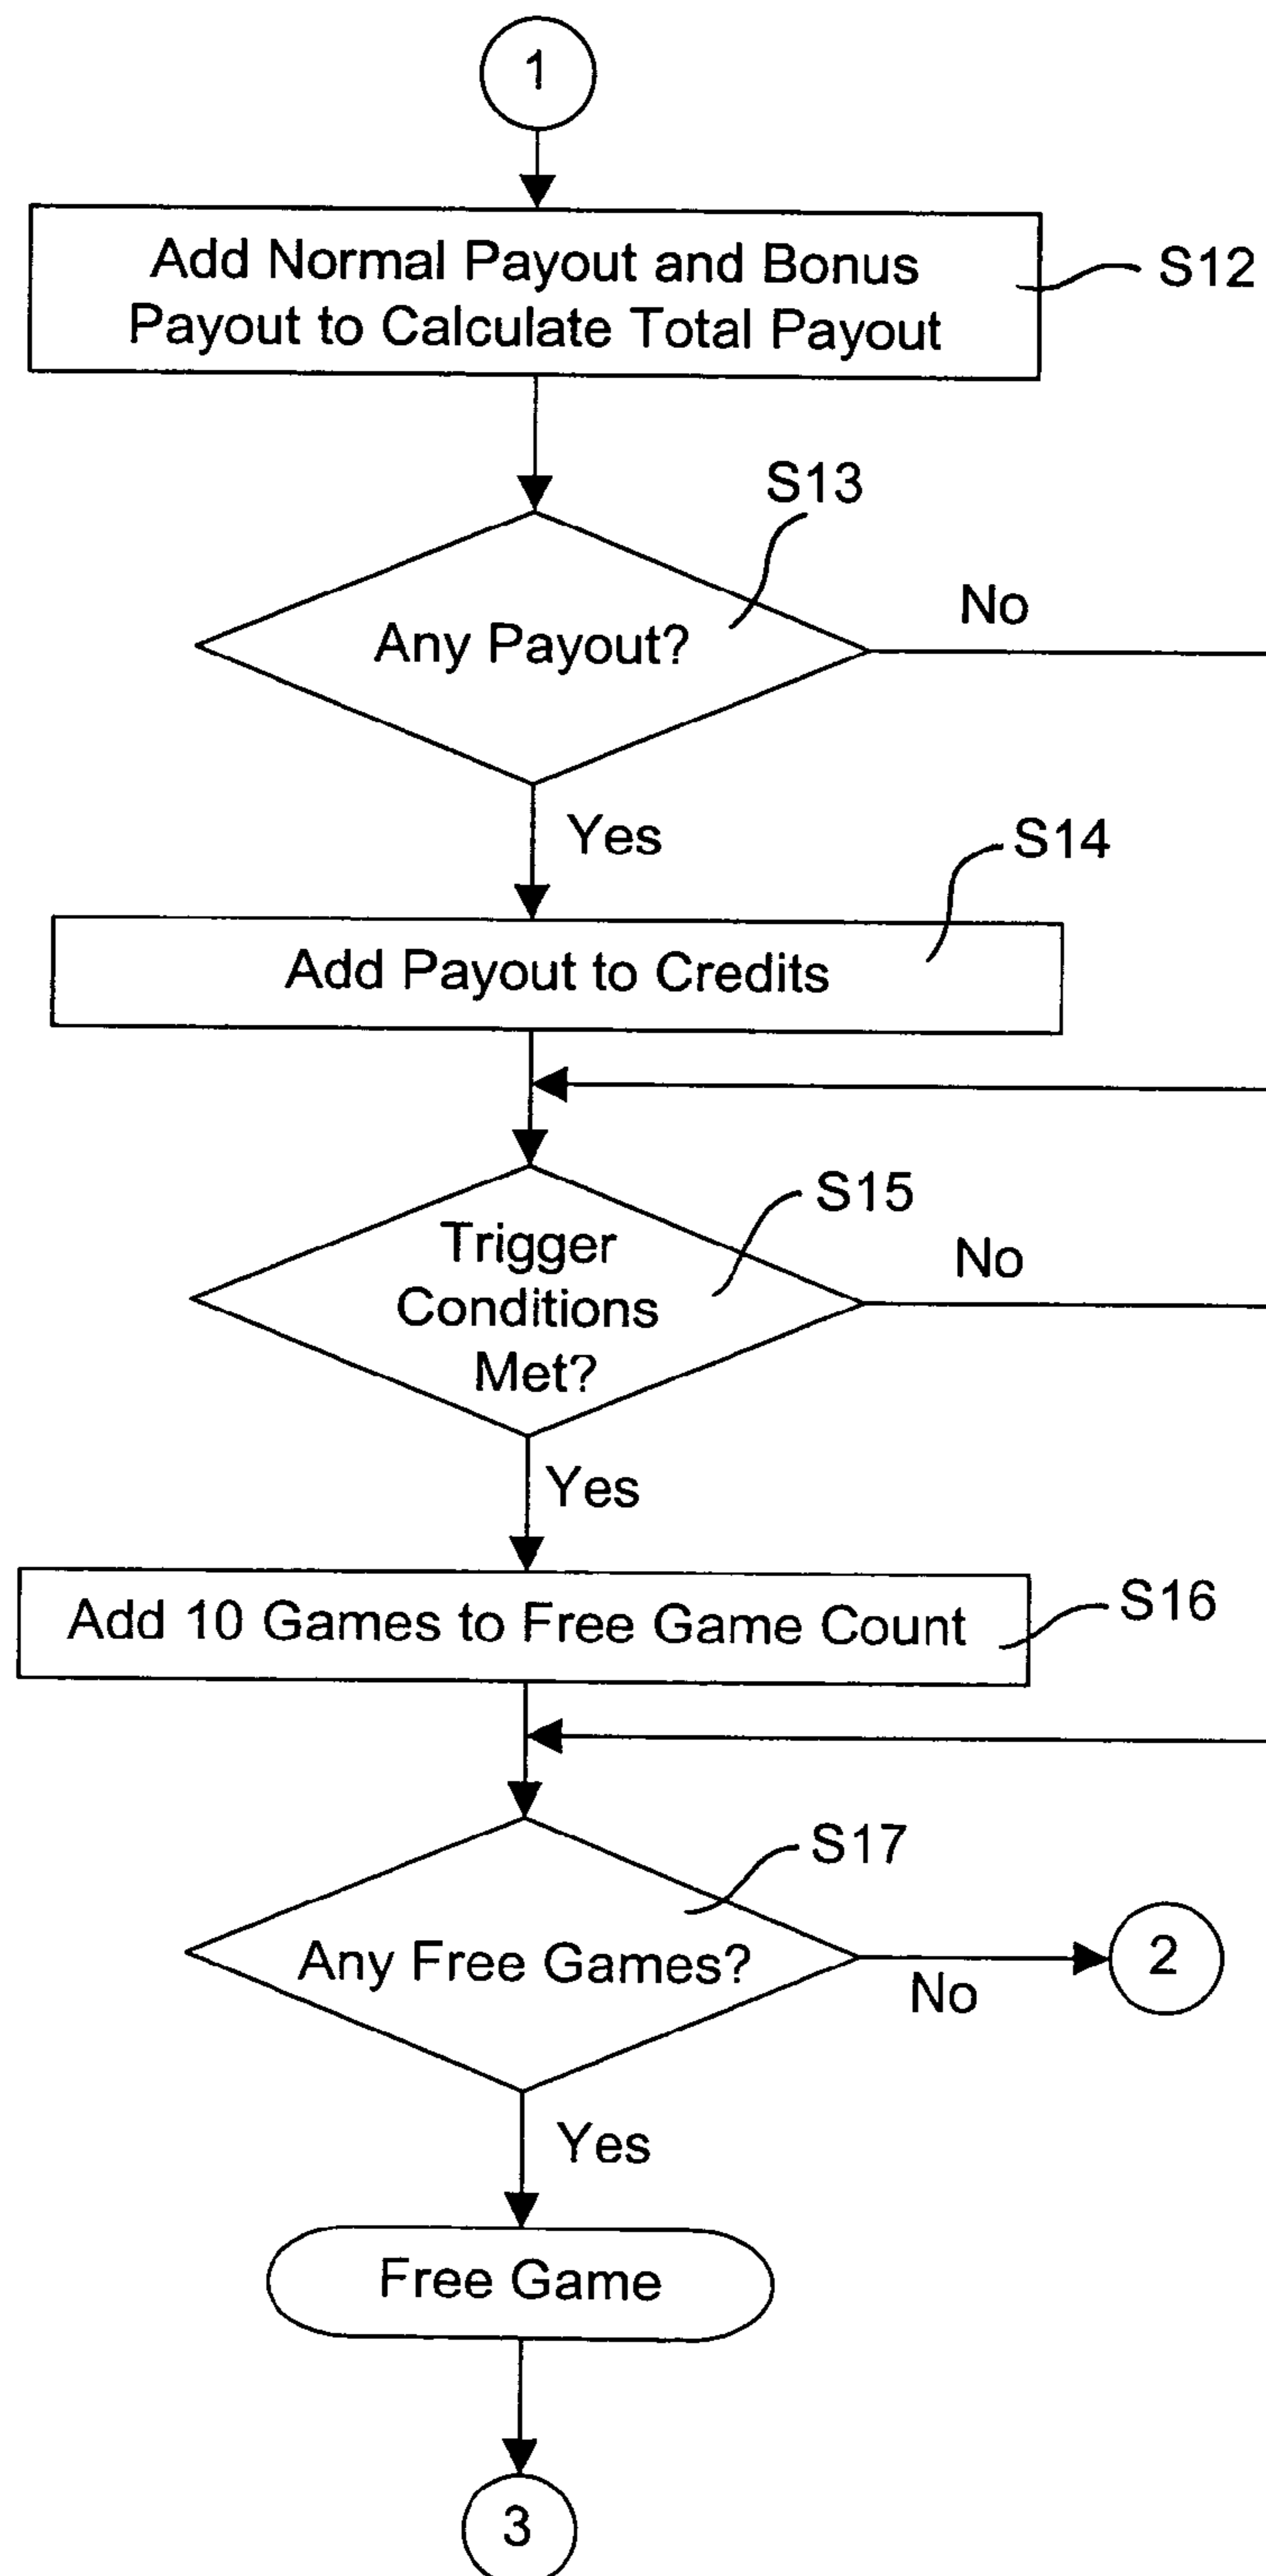 1
Add Normal Payout and Bonus
Payout to Calculate Total Payout
S12
S13
Any Payout?
No
Yes
S14
Add Payout to Credits
S15
Trigger
Conditions
Met?
No
Yes
Add 10 Games to Free Game Count
S16
S17
Any Free Games?
No
2
Yes
Free Game
3